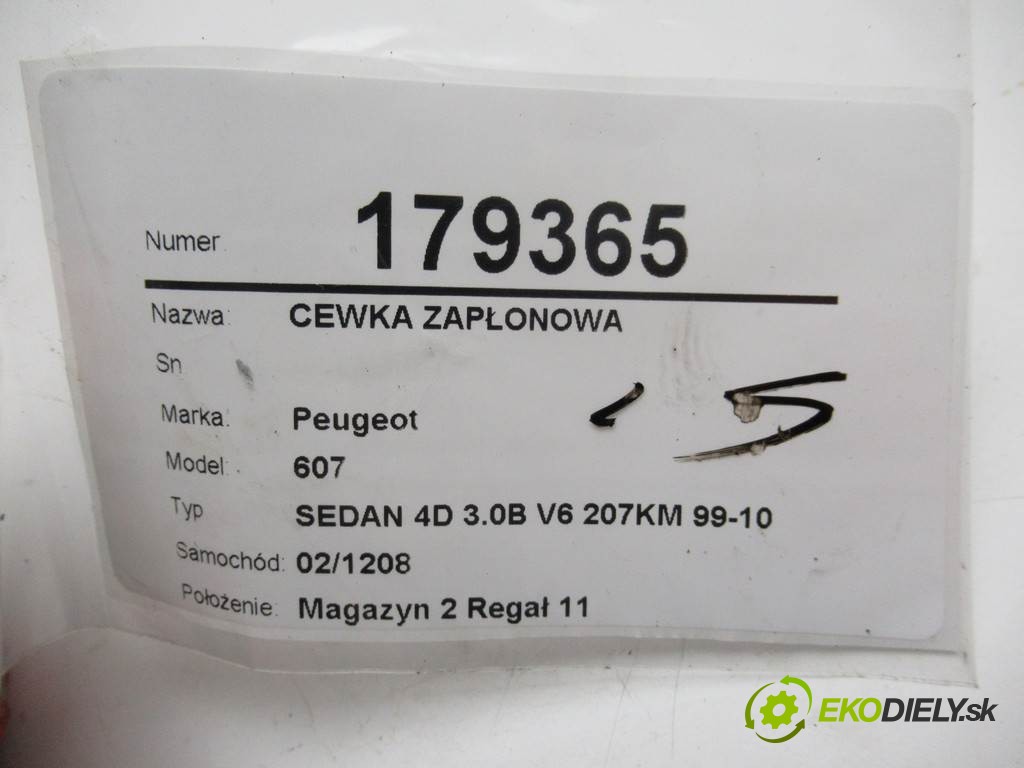 Numer 179365
Nazwa: CEWKA ZAPŁONOWA
Sn
Marka: Peugeot
15
Model: 607
Typ SEDAN 4D 3.0B V6 207KM 99-10
Samochód: 02/1208
Położenie: Magazyn 2 Regał 11
EKODIELY.sk